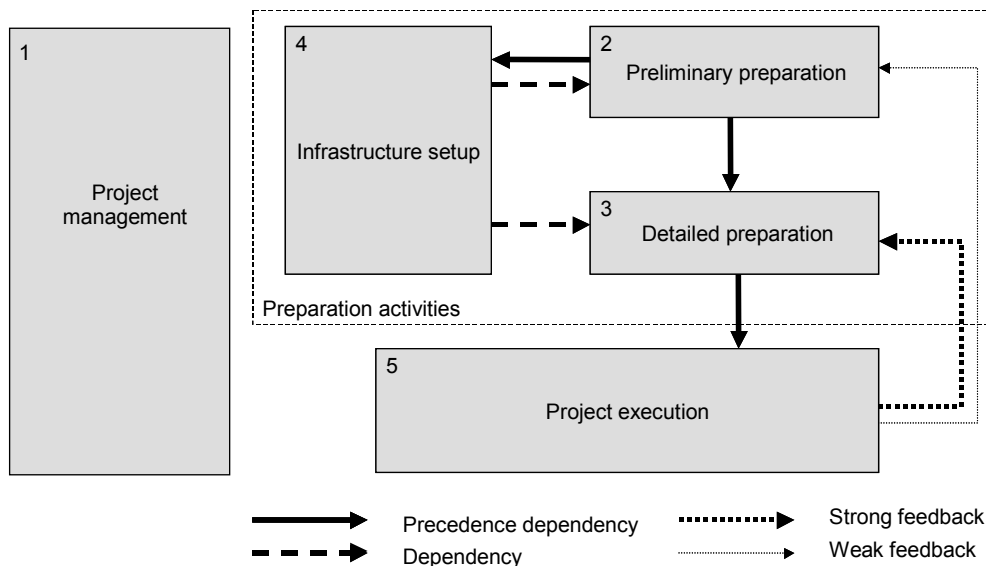 1
Project
management
4
Infrastructure setup
2
Preliminary preparation
3
Detailed preparation
Preparation activities
5
Project execution
Precedence dependency
Dependency
Strong feedback
Weak feedback